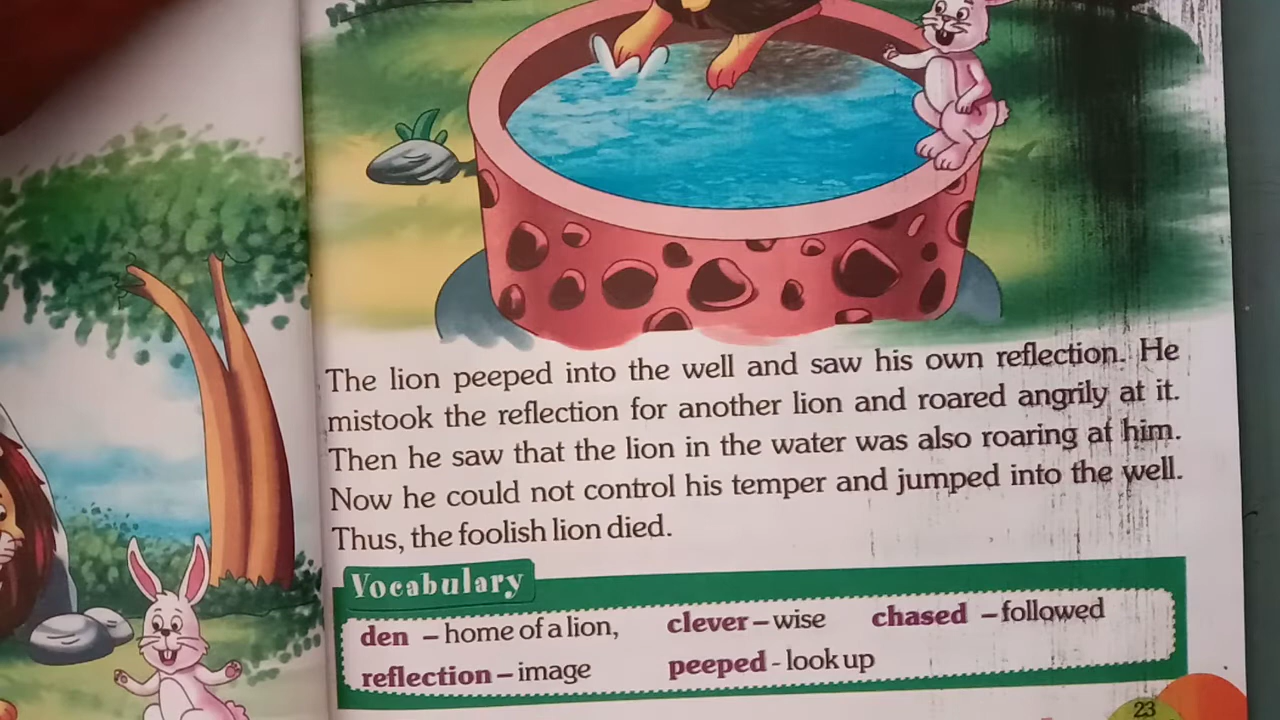 The lion peeped into the well and saw his own reflection. He
mistook the reflection for another lion and roared angrily at it.
Then he saw that the lion in the water was also roaring at him.
Now he could not control his temper and jumped into the well.
Thus, the foolish lion died.
Vocabulary
den – home of a lion, clever – wise chased – followed
reflection – image peeped - look up
23